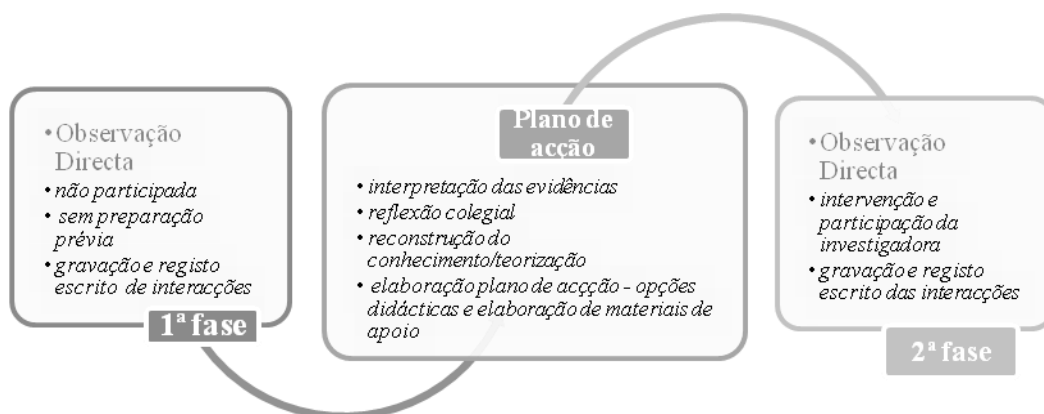 • Observação
Directa
• não participada
• sem preparação
prévia
• gravação e registo
escrito de interacções
1ª fase
Plano de
acção
• interpretação das evidências
• reflexão colegial
• reconstrução do
conhecimento/teorização
• elaboração plano de acçção – opções
didácticas e elaboração de materiais de
apoio
• Observação
Directa
• intervenção e
participação da
investigadora
• gravação e registo
escrito das interacções
2ª fase